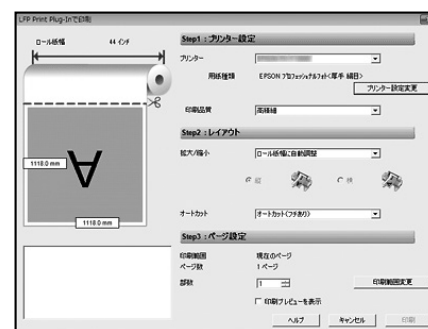 LFP Print Plug-Inで印刷
ロール紙幅 44 インチ
1118.0 mm
A
1118.0 mm
Step1 : プリンター設定
プリンター
用紙種類 EPSON プロフェッショナルフォト<厚手 絹目>
プリンター設定変更
印刷品質 高精細
Step2 : レイアウト
拡大/縮小 ロール紙幅に自動調整
縦 横
オートカット オートカット(フチあり)
Step3 : ページ設定
印刷範囲 現在のページ
ページ数 1 ページ
部数 1 印刷範囲変更
印刷プレビューを表示
ヘルプ キャンセル 印刷